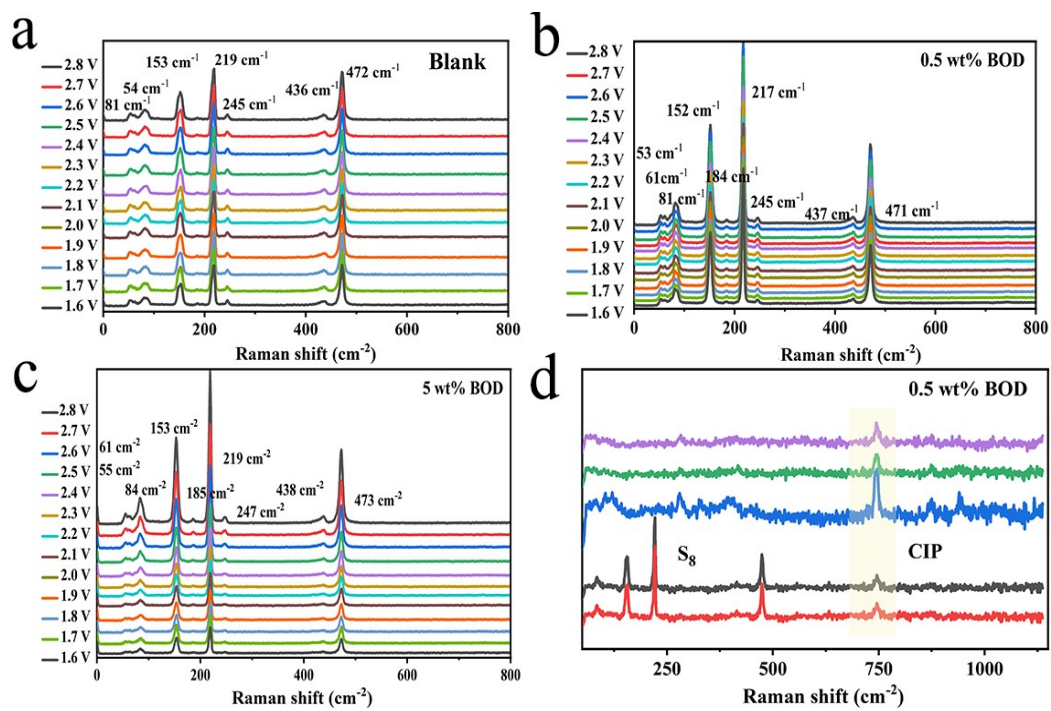 a
Blank
2.8 V
2.7 V
2.6 V
2.5 V
2.4 V
2.3 V
2.2 V
2.1 V
2.0 V
1.9 V
1.8 V
1.7 V
1.6 V
81 cm-1
54 cm-1
153 cm-1
219 cm-1
245 cm-1
436 cm-1
472 cm-1
0 200 400 600 800
Raman shift (cm-2)
b
0.5 wt% BOD
2.8 V
2.7 V
2.6 V
2.5 V
2.4 V
2.3 V
2.2 V
2.1 V
2.0 V
1.9 V
1.8 V
1.7 V
1.6 V
53 cm-1
61cm-1
81 cm-1
152 cm-1
184 cm-1
217 cm-1
245 cm-1
437 cm-1
471 cm-1
0 200 400 600 800
Raman shift (cm-2)
c
5 wt% BOD
2.8 V
2.7 V
2.6 V
2.5 V
2.4 V
2.3 V
2.2 V
2.1 V
2.0 V
1.9 V
1.8 V
1.7 V
1.6 V
61 cm-2
55 cm-2
84 cm-2
153 cm-2
185 cm-2
219 cm-2
247 cm-2
438 cm-2
473 cm-2
0 200 400 600 800
Raman shift (cm-2)
d
0.5 wt% BOD
S8
CIP
250 500 750 1000
Raman shift (cm-2)